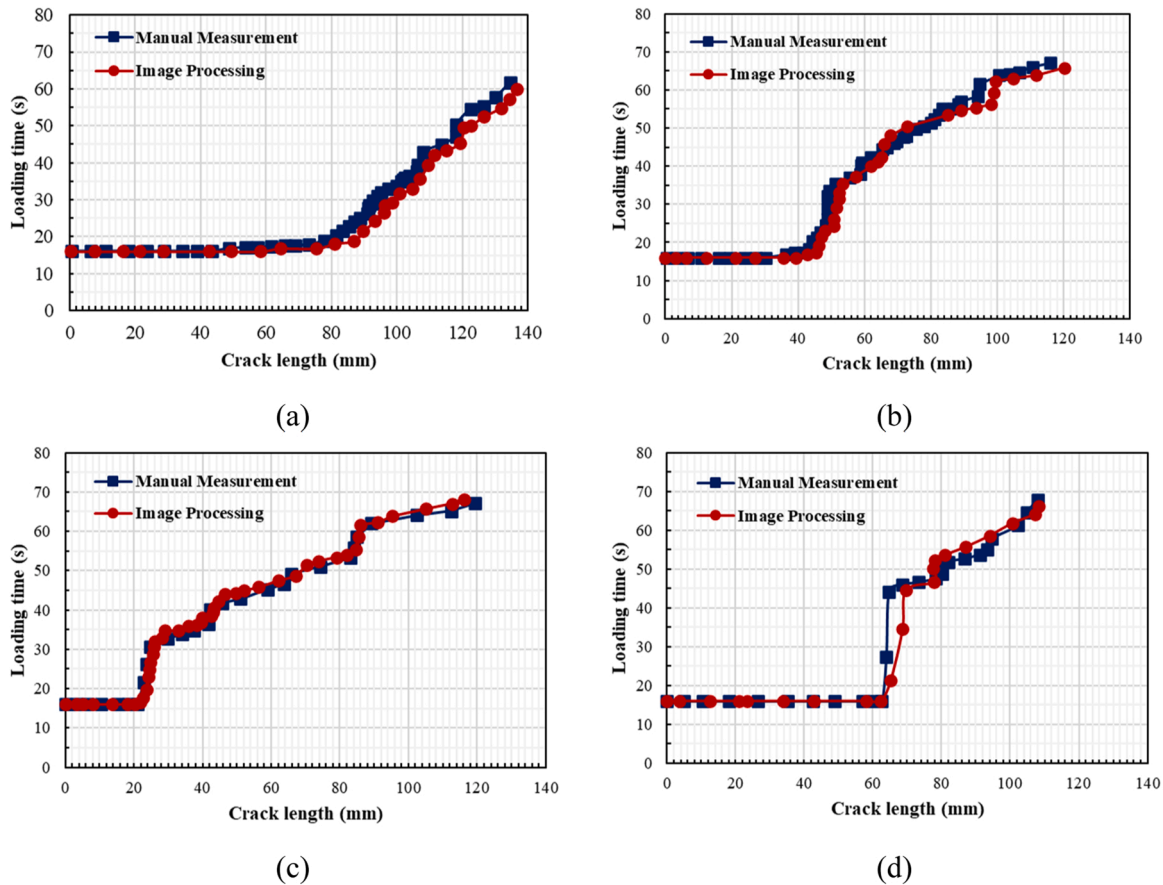 80
70
60
50
40
30
20
10
0
Loading time (s)
Manual Measurement
Image Processing
0 20 40 60 80 100 120 140
Crack length (mm)
(a)
80
70
60
50
40
30
20
10
0
Loading time (s)
Manual Measurement
Image Processing
0 20 40 60 80 100 120 140
Crack length (mm)
(b)
80
70
60
50
40
30
20
10
0
Loading time (s)
Manual Measurement
Image Processing
0 20 40 60 80 100 120 140
Crack length (mm)
(c)
80
70
60
50
40
30
20
10
0
Loading time (s)
Manual Measurement
Image Processing
0 20 40 60 80 100 120 140
Crack length (mm)
(d)